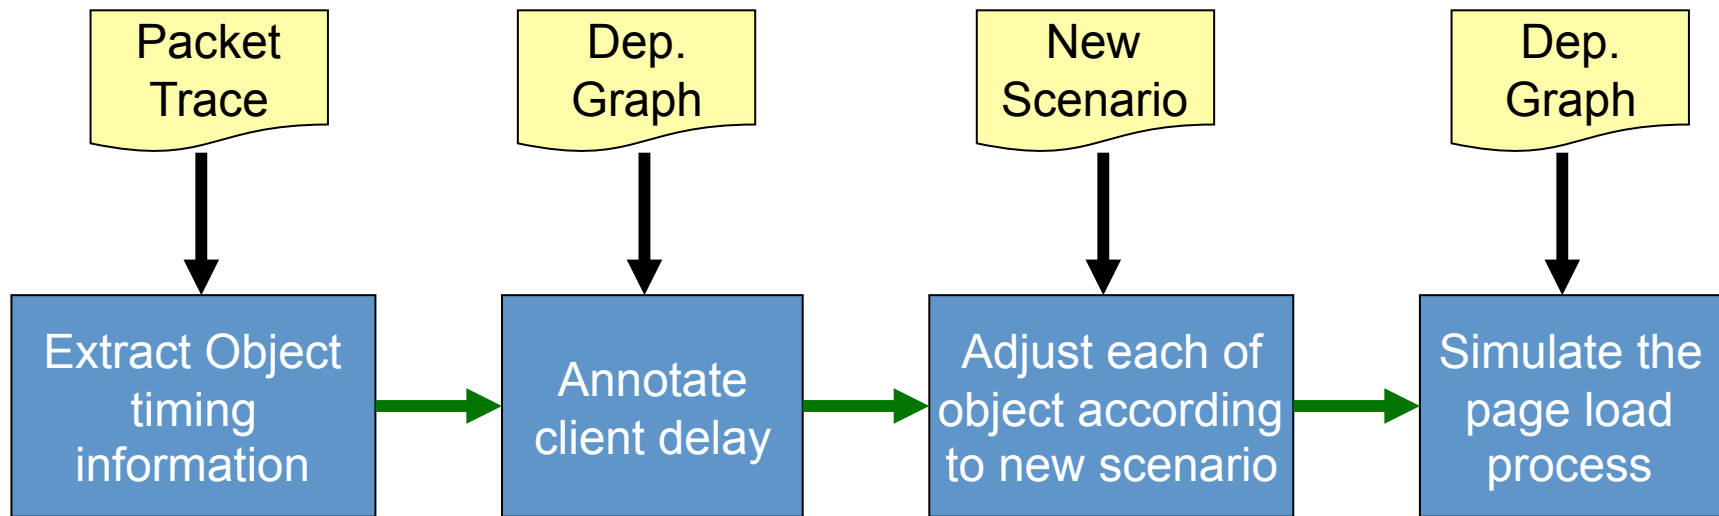 Packet
Trace
Dep.
Graph
New
Scenario
Dep.
Graph
Extract Object
timing
information
Annotate
client delay
Adjust each of
object according
to new scenario
Simulate the
page load
process